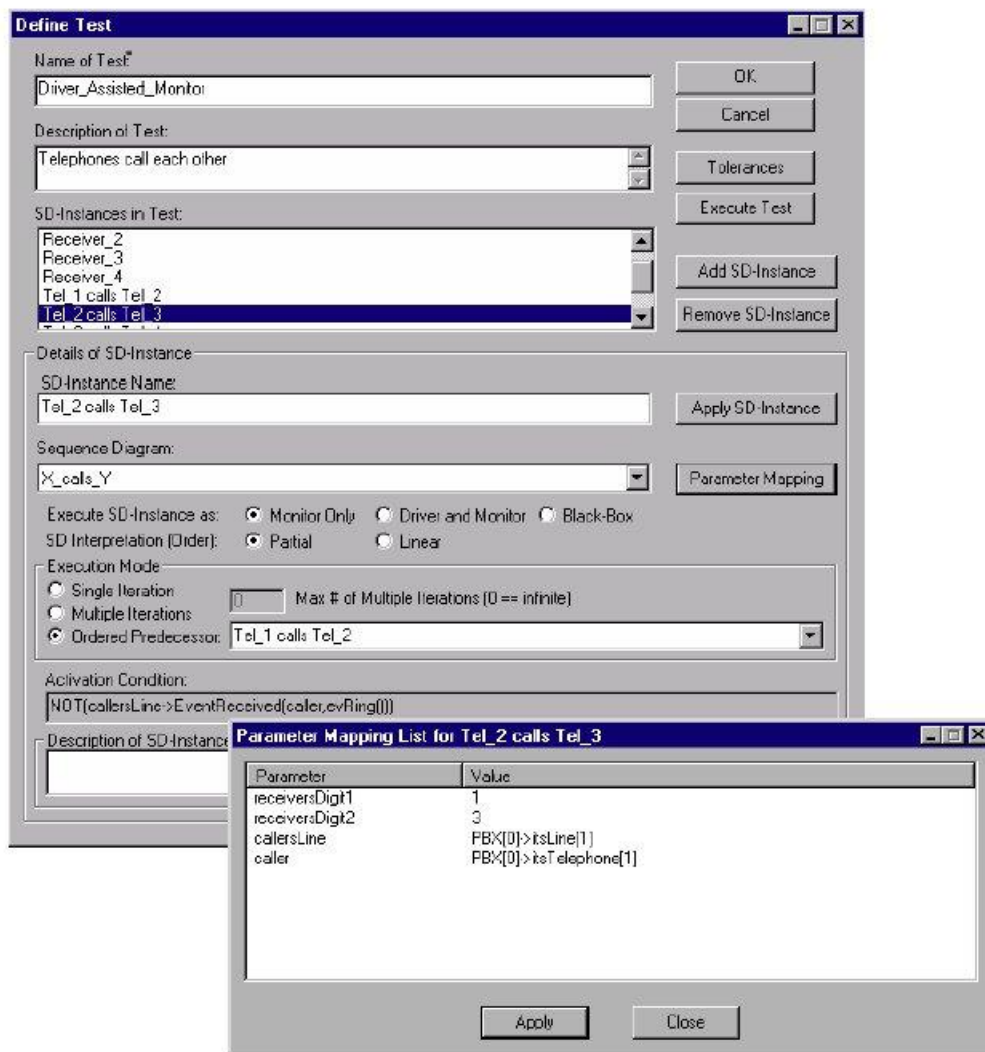 Define Test
Name of Test*
Driver_Assisted_Monitor
OK
Cancel
Description of Test:
Telephones call each other
Tolerances
Execute Test
SD-Instances in Test:
Receiver_2
Receiver_3
Receiver_4
Tel_1 calls Tel_2
Tel_2 calls Tel_3
Add SD-Instance
Remove SD-Instance
Details of SD-Instance
SD-Instance Name:
Tel_2 calls Tel_3
Apply SD-Instance
Sequence Diagram:
X_calls_Y
Parameter Mapping
Execute SD-Instance as: Monitor Only Driver and Monitor Black-Box
SD Interpretation (Order): Partial Linear
Execution Mode
Single Iteration
0 Max # of Multiple Iterations (0 == infinite)
Multiple Iterations
Ordered Predecessor: Tel_1 calls Tel_2
Activation Condition:
NOT(callersLine->EventReceived(caller,evRing()))
Description of SD-Instance
Parameter Mapping List for Tel_2 calls Tel_3
Parameter Value
receiversDigit1 1
receiversDigit2 3
callersLine PBX[0]->itsLine[1]
caller PBX[0]->itsTelephone[1]
Apply Close